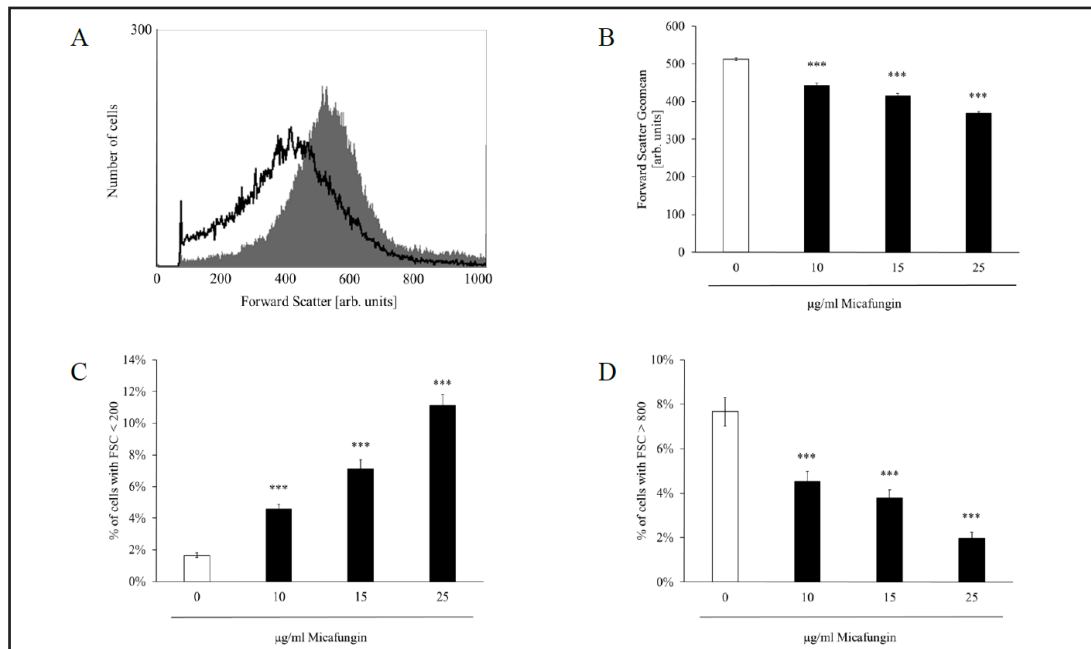 A
300
Number of cells
0 200 400 600 800 1000
Forward Scatter [arb. units]
B
Forward Scatter Geomean
[arb. units]
600
500
400
300
200
100
0
***
***
***
0 10 15 25
µg/ml Micafungin
C
% of cells with FSC < 200
14%
12%
10%
8%
6%
4%
2%
0%
***
***
***
0 10 15 25
µg/ml Micafungin
D
% of cells with FSC > 800
10%
8%
6%
4%
2%
0%
***
***
***
0 10 15 25
µg/ml Micafungin